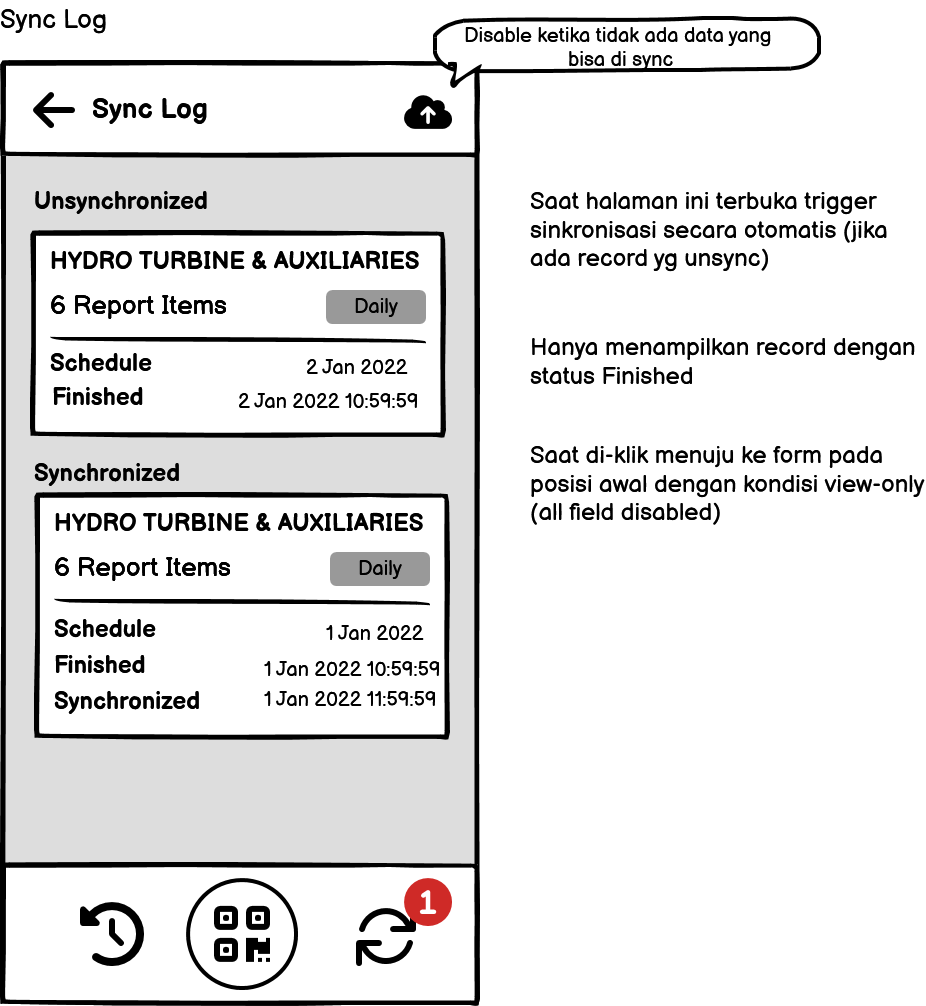 Sync Log
Disable ketika tidak ada data yang
bisa di sync
Sync Log
Unsynchronized
HYDRO TURBINE & AUXILIARIES
6 Report Items
Daily
Schedule
2 Jan 2022
Finished
2 Jan 2022 10:59:59
Synchronized
HYDRO TURBINE & AUXILIARIES
6 Report Items
Daily
Schedule
1 Jan 2022
Finished
1 Jan 2022 10:59:59
Synchronized
1 Jan 2022 11:59:59
1
Saat halaman ini terbuka trigger
sinkronisasi secara otomatis (jika
ada record yg unsync)
Hanya menampilkan record dengan
status Finished
Saat di-klik menuju ke form pada
posisi awal dengan kondisi view-only
(all field disabled)